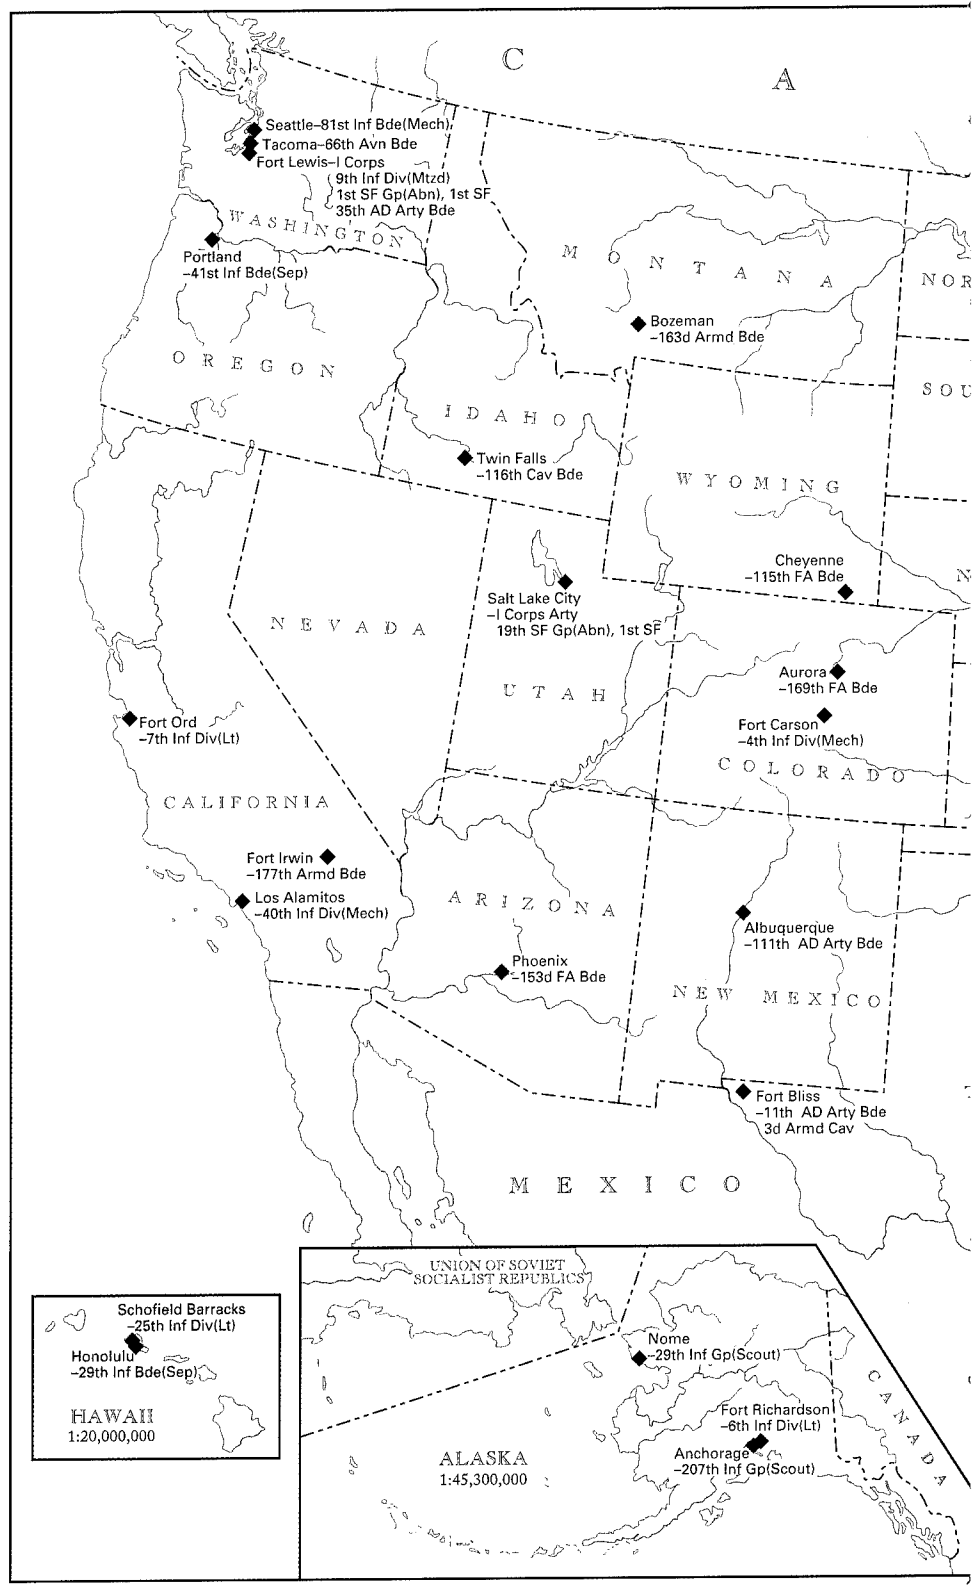 C
A
Seattle–81st Inf Bde(Mech)
Tacoma–66th Avn Bde
Fort Lewis–I Corps
9th Inf Div(Mtzd)
1st SF Gp(Abn), 1st SF
35th AD Arty Bde
WASHINGTON
Portland
–41st Inf Bde(Sep)
MONTANA
NOR
Bozeman
–163d Armd Bde
OREGON
SOU
IDAHO
Twin Falls
–116th Cav Bde
WYOMING
Cheyenne
–115th FA Bde
N
Salt Lake City
–I Corps Arty
19th SF Gp(Abn), 1st SF
NEVADA
UTAH
Aurora
–169th FA Bde
Fort Carson
–4th Inf Div(Mech)
COLORADO
Fort Ord
–7th Inf Div(Lt)
CALIFORNIA
Fort Irwin
–177th Armd Bde
Los Alamitos
–40th Inf Div(Mech)
ARIZONA
Albuquerque
–111th AD Arty Bde
Phoenix
–153d FA Bde
NEW MEXICO
Fort Bliss
–11th AD Arty Bde
3d Armd Cav
MEXICO
UNION OF SOVIET
SOCIALIST REPUBLICS
Schofield Barracks
–25th Inf Div(Lt)
Honolulu
–29th Inf Bde(Sep)
HAWAII
1:20,000,000
Nome
–29th Inf Gp(Scout)
CANADA
Fort Richardson
–6th Inf Div(Lt)
Anchorage
–207th Inf Gp(Scout)
ALASKA
1:45,300,000